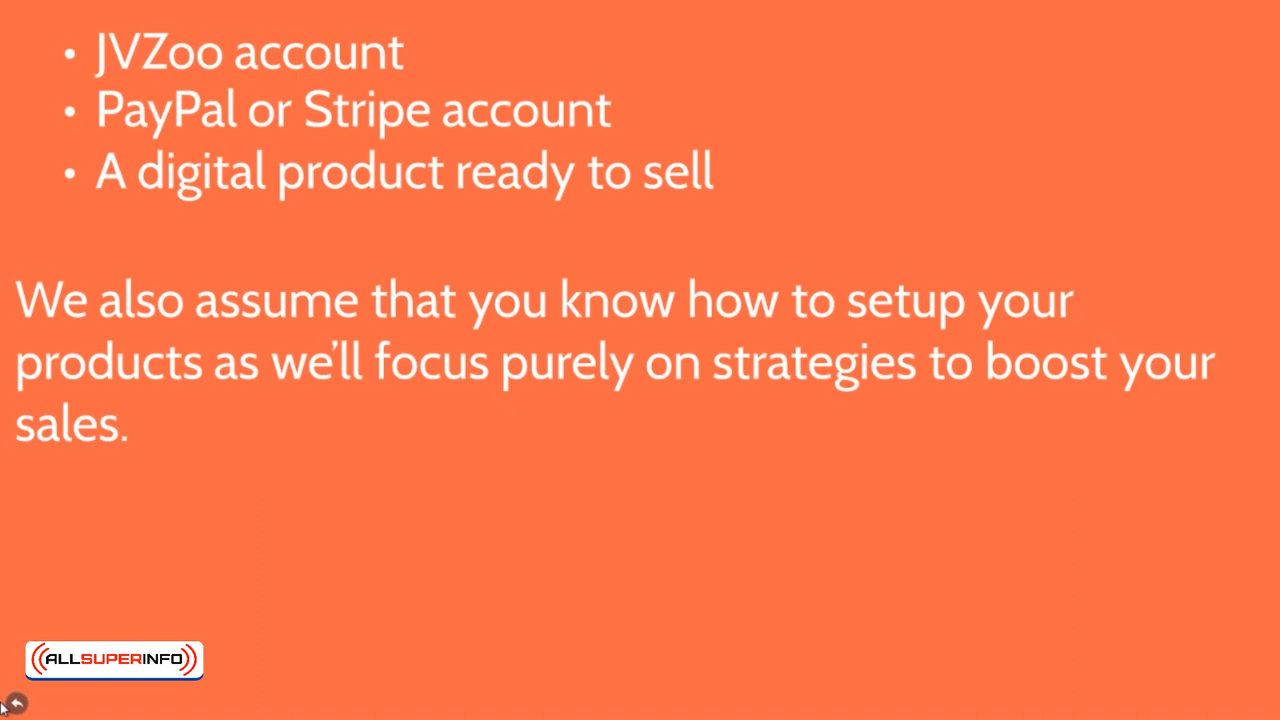 • JVZoo account
• PayPal or Stripe account
• A digital product ready to sell
We also assume that you know how to setup your
products as we'll focus purely on strategies to boost your
sales.
ALLSUPERINFO